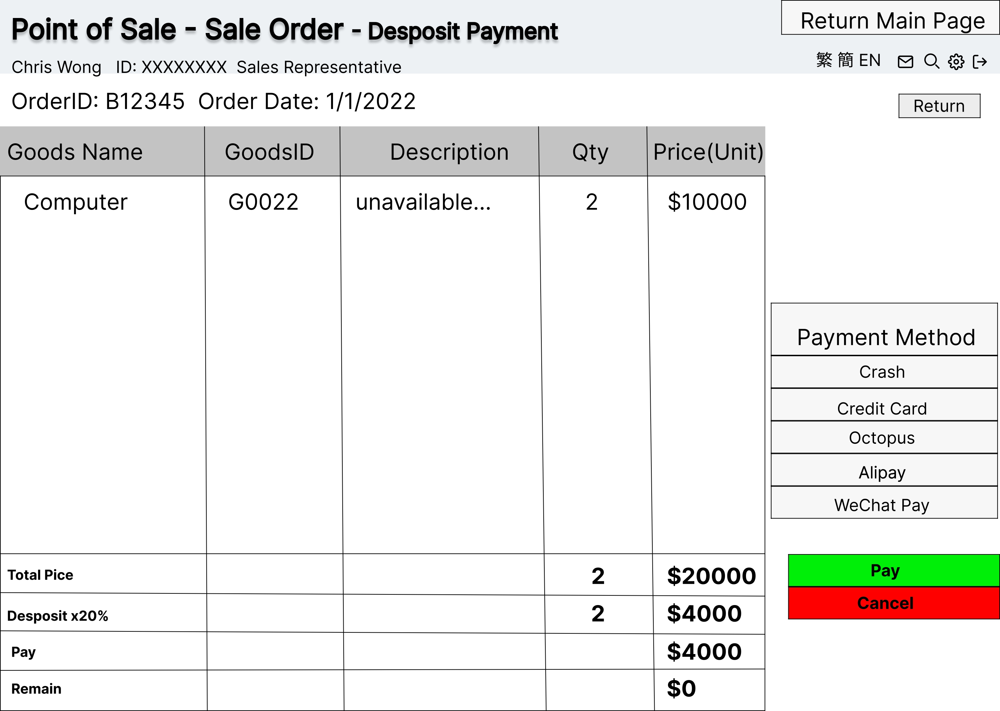 Point of Sale - Sale Order - Desposit Payment
Return Main Page
Chris Wong ID: XXXXXXXX Sales Representative
繁 簡 EN
OrderID: B12345 Order Date: 1/1/2022
Return
Goods Name GoodsID Description Qty Price(Unit)
Computer G0022 unavailable... 2 $10000
Payment Method
Crash
Credit Card
Octopus
Alipay
WeChat Pay
Total Pice 2 $20000
Desposit x20% 2 $4000
Pay $4000
Remain $0
Pay
Cancel